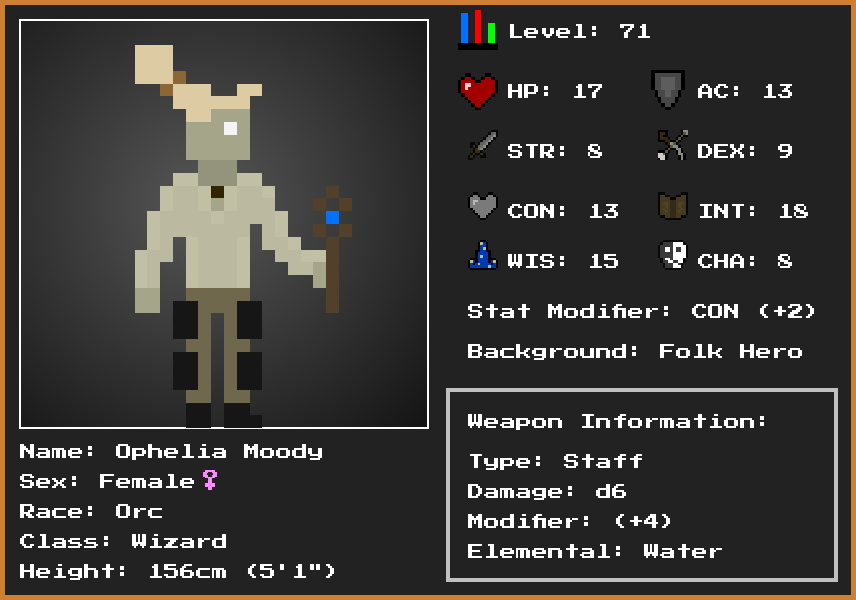 Level: 71
HP: 17 AC: 13
STR: 8 DEX: 9
CON: 13 INT: 18
WIS: 15 CHA: 8
Stat Modifier: CON (+2)
Background: Folk Hero
Weapon Information:
Type: Staff
Damage: d6
Modifier: (+4)
Elemental: Water
Name: Ophelia Moody
Sex: Female♀
Race: Orc
Class: Wizard
Height: 156cm (5'1")